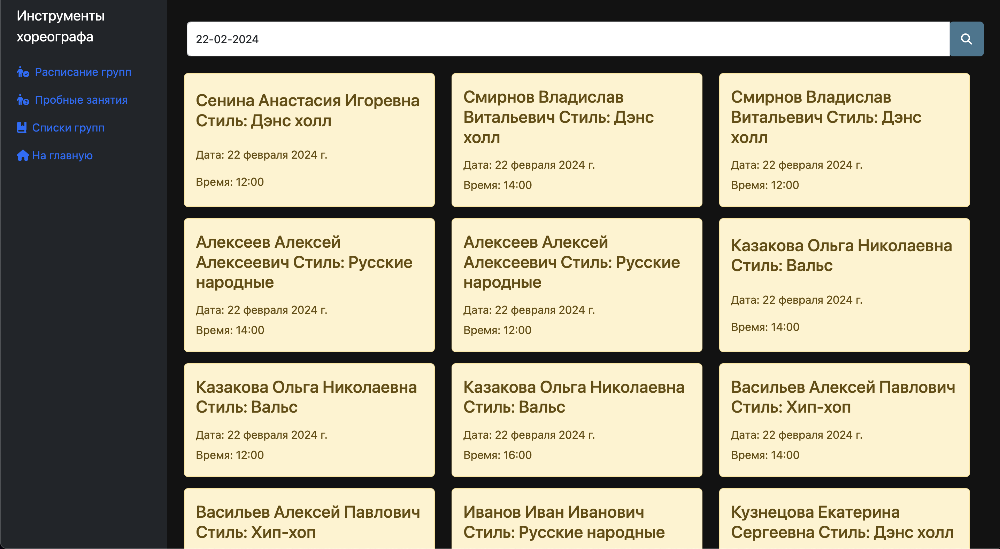 Инструменты
хореографа
Расписание групп
Пробные занятия
Списки групп
На главную
22-02-2024
Сенина Анастасия Игоревна
Стиль: Дэнс холл
Дата: 22 февраля 2024 г.
Время: 12:00
Смирнов Владислав
Витальевич Стиль: Дэнс
холл
Дата: 22 февраля 2024 г.
Время: 14:00
Смирнов Владислав
Витальевич Стиль: Дэнс
холл
Дата: 22 февраля 2024 г.
Время: 12:00
Алексеев Алексей
Алексеевич Стиль: Русские
народные
Дата: 22 февраля 2024 г.
Время: 14:00
Алексеев Алексей
Алексеевич Стиль: Русские
народные
Дата: 22 февраля 2024 г.
Время: 12:00
Казакова Ольга Николаевна
Стиль: Вальс
Дата: 22 февраля 2024 г.
Время: 14:00
Казакова Ольга Николаевна
Стиль: Вальс
Дата: 22 февраля 2024 г.
Время: 12:00
Казакова Ольга Николаевна
Стиль: Вальс
Дата: 22 февраля 2024 г.
Время: 16:00
Васильев Алексей Павлович
Стиль: Хип-хоп
Дата: 22 февраля 2024 г.
Время: 14:00
Васильев Алексей Павлович
Стиль: Хип-хоп
Иванов Иван Иванович
Стиль: Русские народные
Кузнецова Екатерина
Сергеевна Стиль: Дэнс холл